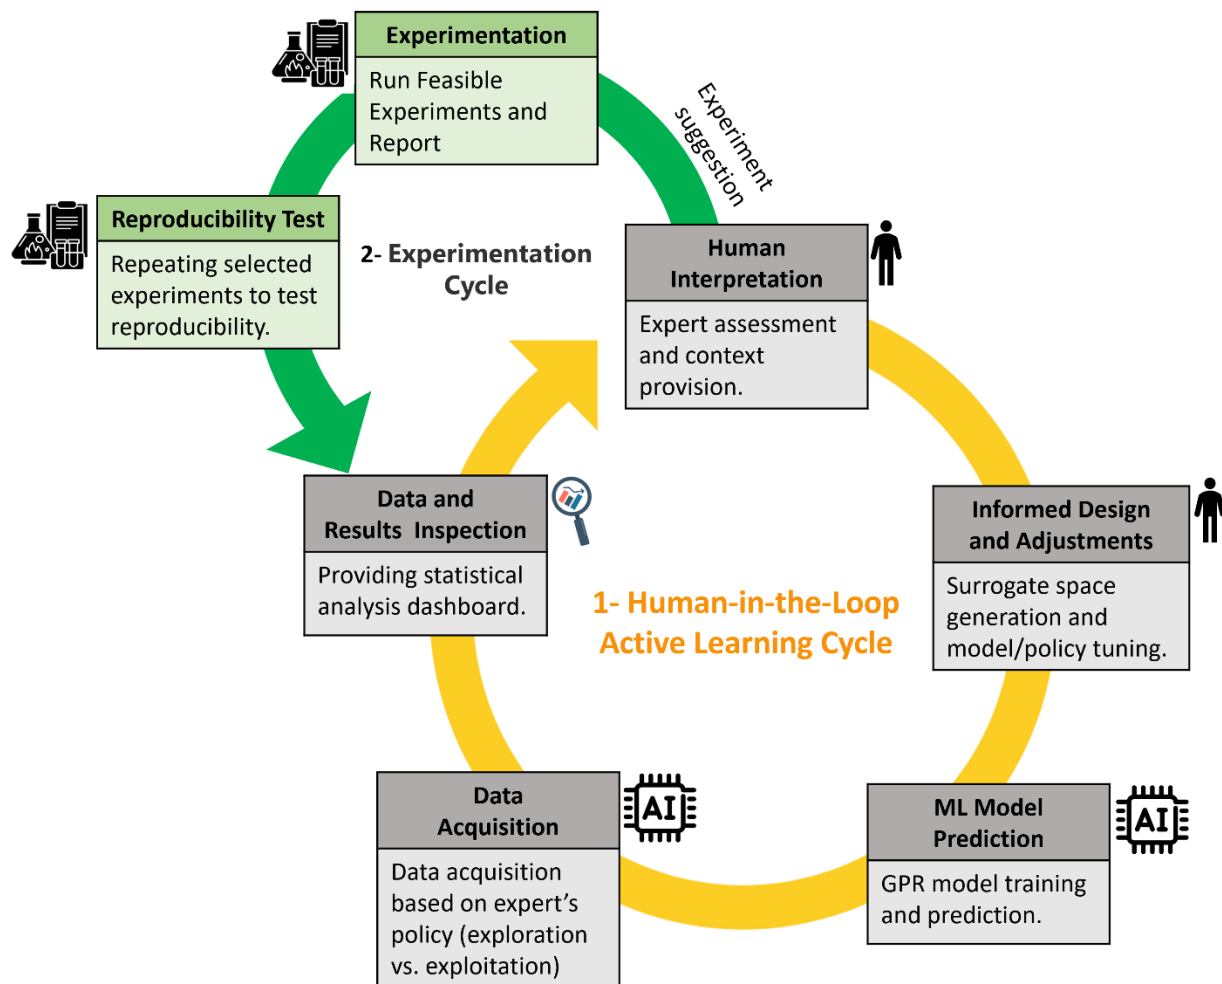 Experimentation
Run Feasible
Experiments and
Report
Experiment
suggestion
Reproducibility Test
Repeating selected
experiments to test
reproducibility.
2- Experimentation
Cycle
Human
Interpretation
Expert assessment
and context
provision.
Data and
Results Inspection
Providing statistical
analysis dashboard.
1- Human-in-the-Loop
Active Learning Cycle
Informed Design
and Adjustments
Surrogate space
generation and
model/policy tuning.
Data
Acquisition
Data acquisition
based on expert’s
policy (exploration
vs. exploitation)
AI
ML Model
Prediction
GPR model training
and prediction.
AI